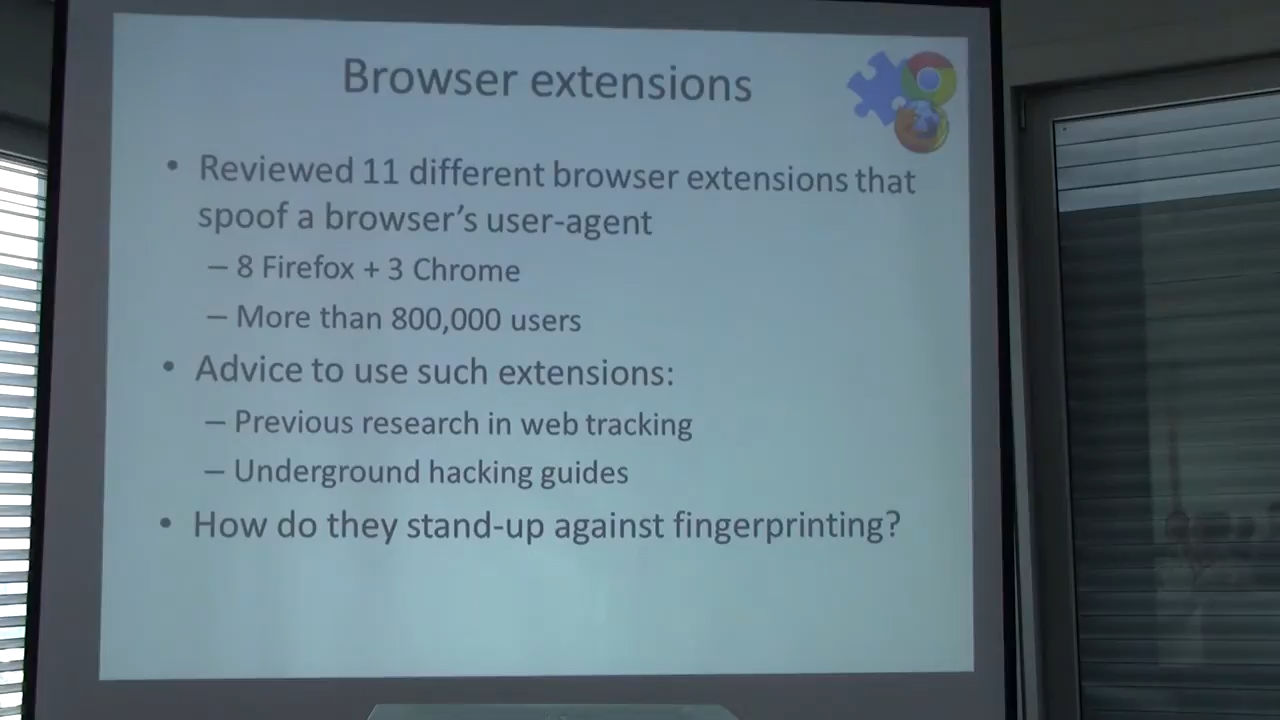 Browser extensions
• Reviewed 11 different browser extensions that
spoof a browser's user-agent
– 8 Firefox + 3 Chrome
– More than 800,000 users
• Advice to use such extensions:
– Previous research in web tracking
– Underground hacking guides
• How do they stand-up against fingerprinting?